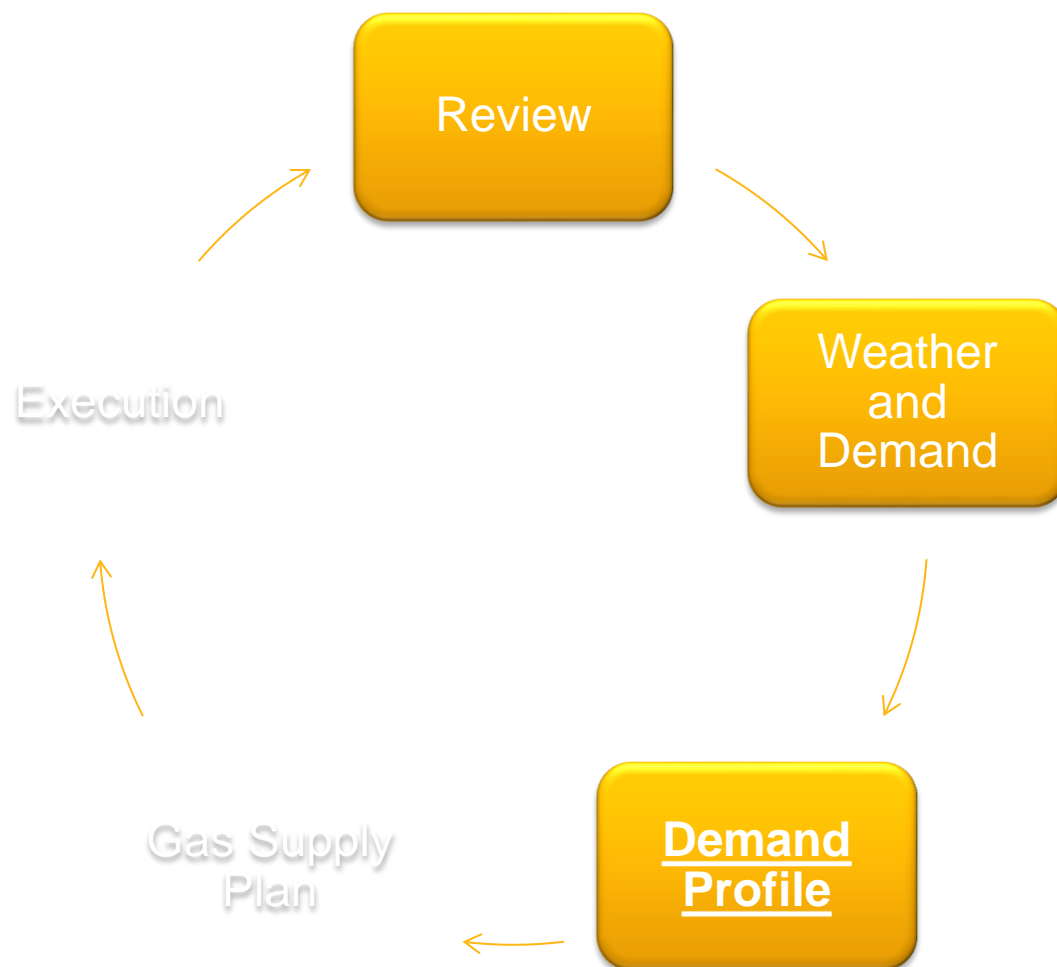 Review
Weather
and
Demand
Demand
Profile
Gas Supply
Plan
Execution